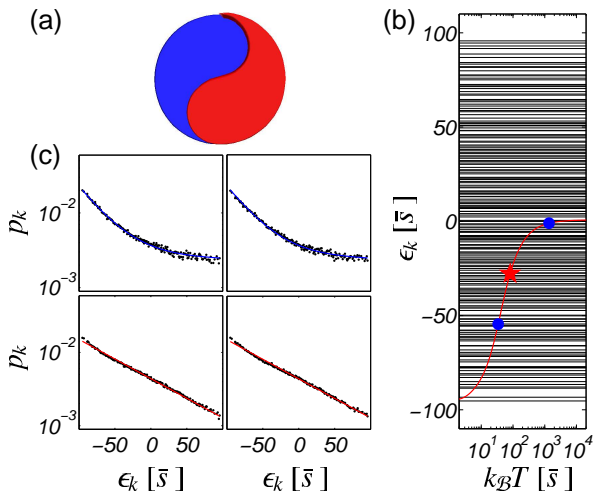 (a)
(b)
100
50
0
−50
−100
ϵ_k [s̄]
10^1 10^2 10^3 10^4
k_ℬT [s̄]
(c)
p_k
10^−2
10^−3
p_k
10^−2
10^−3
−50 0 50
−50 0 50
ϵ_k [s̄]
ϵ_k [s̄]